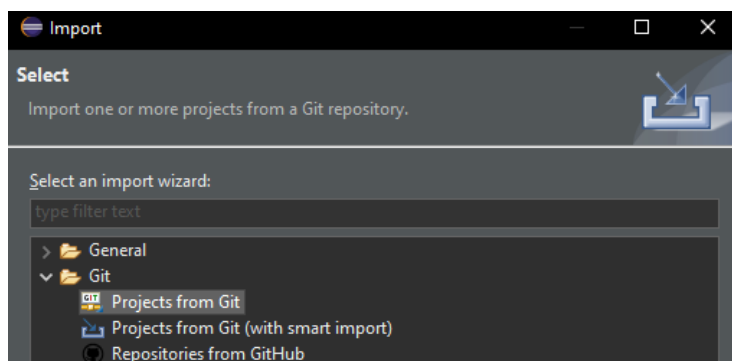 Import
Select
Import one or more projects from a Git repository.
Select an import wizard:
type filter text
General
Git
GIT
Projects from Git
Projects from Git (with smart import)
Repositories from GitHub